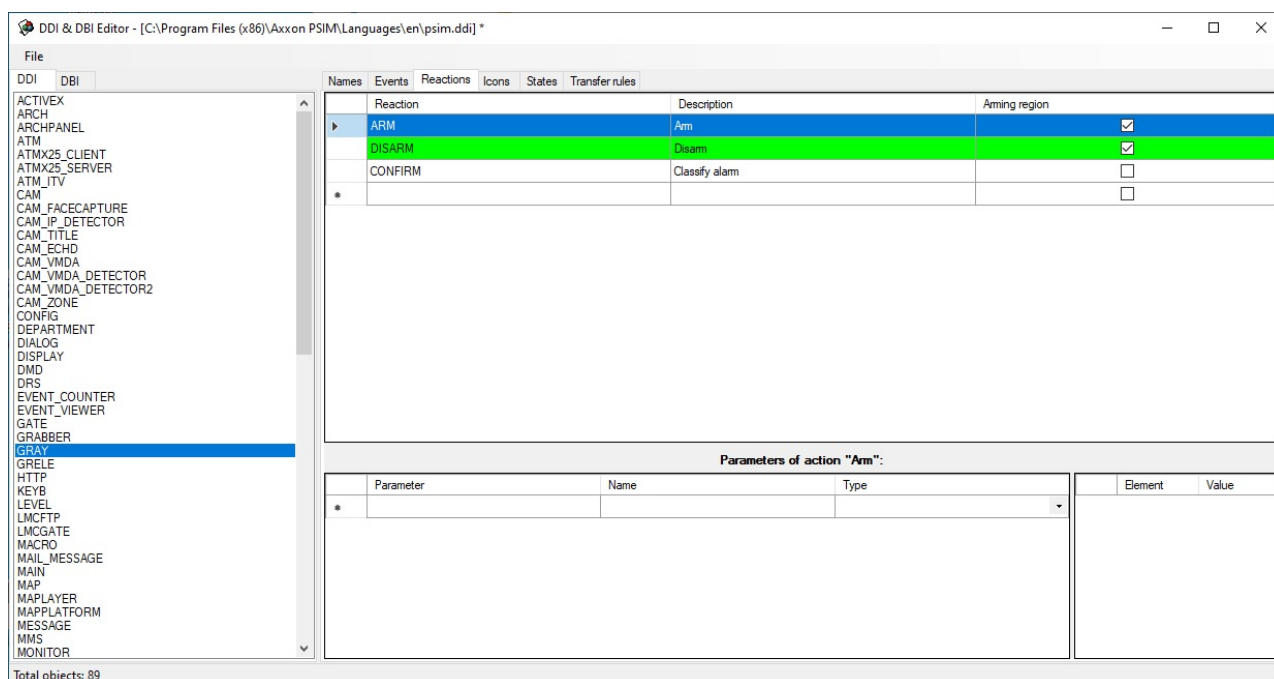 DDI & DBI Editor - [C:\Program Files (x86)\Axxon PSIM\Languages\en\psim.ddi] *
File
DDI DBI
ACTIVEX
ARCH
ARCHPANEL
ATM
ATMX25_CLIENT
ATMX25_SERVER
ATM_ITV
CAM
CAM_FACECAPTURE
CAM_IP_DETECTOR
CAM_TITLE
CAM_ECHD
CAM_VMDA
CAM_VMDA_DETECTOR
CAM_VMDA_DETECTOR2
CAM_ZONE
CONFIG
DEPARTMENT
DIALOG
DISPLAY
DMD
DRS
EVENT_COUNTER
EVENT_VIEWER
GATE
GRABBER
GRAY
GRELE
HTTP
KEYB
LEVEL
LMCFTP
LMCGATE
MACRO
MAIL_MESSAGE
MAIN
MAP
MAPLAYER
MAPPLATFORM
MESSAGE
MMS
MONITOR
Names Events Reactions Icons States Transfer rules
Reaction Description Arming region
ARM Arm
DISARM Disarm
CONFIRM Classify alarm
Parameters of action "Arm":
Parameter Name Type
Element Value
Total objects: 89